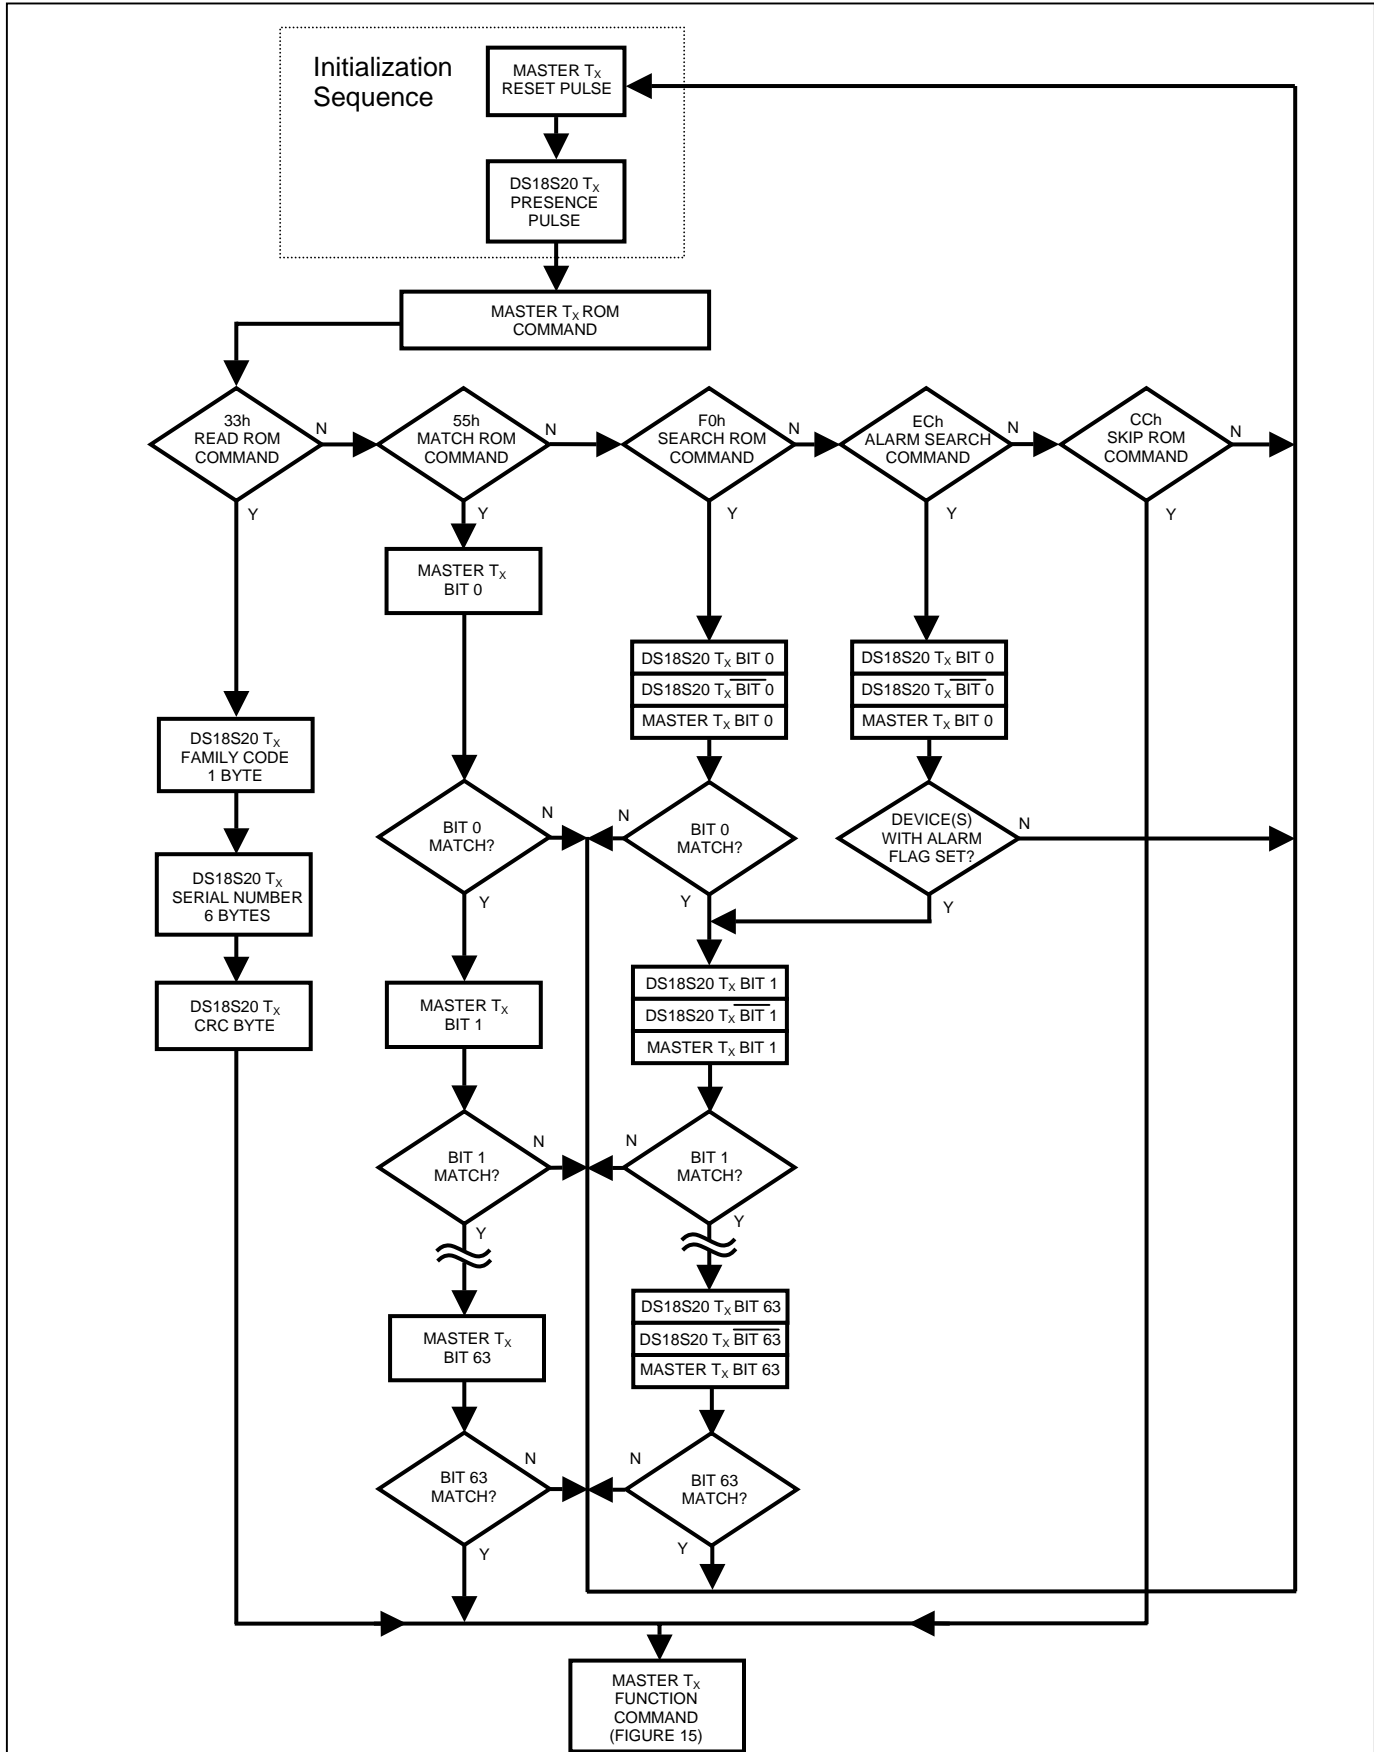 Initialization
Sequence
MASTER TX
RESET PULSE
DS18S20 TX
PRESENCE
PULSE
MASTER TX ROM
COMMAND
33h
READ ROM
COMMAND
N
Y
55h
MATCH ROM
COMMAND
N
Y
F0h
SEARCH ROM
COMMAND
N
Y
ECh
ALARM SEARCH
COMMAND
N
Y
CCh
SKIP ROM
COMMAND
N
Y
MASTER TX
BIT 0
DS18S20 TX BIT 0
DS18S20 TX B̅I̅T̅ 0̅
MASTER TX BIT 0
DS18S20 TX BIT 0
DS18S20 TX B̅I̅T̅ 0̅
MASTER TX BIT 0
DS18S20 TX
FAMILY CODE
1 BYTE
BIT 0
MATCH?
N
Y
BIT 0
MATCH?
N
Y
DEVICE(S)
WITH ALARM
FLAG SET?
N
Y
DS18S20 TX
SERIAL NUMBER
6 BYTES
DS18S20 TX
CRC BYTE
MASTER TX
BIT 1
DS18S20 TX BIT 1
DS18S20 TX B̅I̅T̅ 1̅
MASTER TX BIT 1
BIT 1
MATCH?
N
Y
BIT 1
MATCH?
N
Y
MASTER TX
BIT 63
DS18S20 TX BIT 63
DS18S20 TX B̅I̅T̅ 6̅3̅
MASTER TX BIT 63
BIT 63
MATCH?
N
Y
BIT 63
MATCH?
N
Y
MASTER TX
FUNCTION
COMMAND
(FIGURE 15)